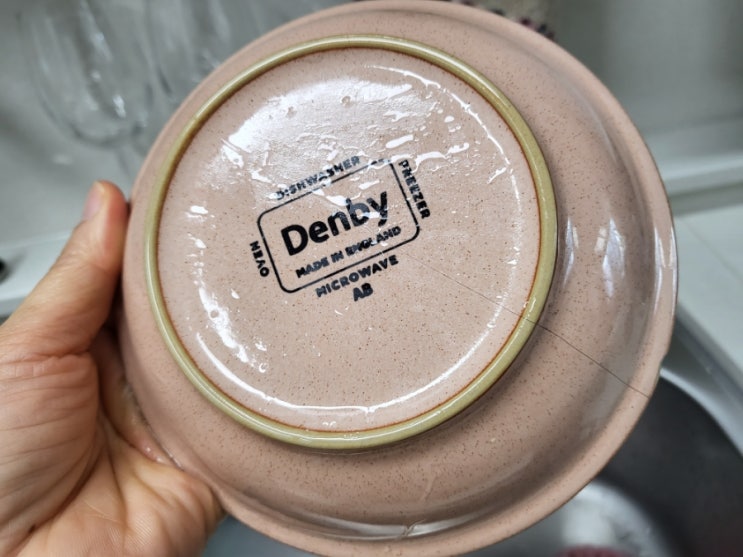 DISHWASHER
FREEZER
OVEN
Denby
MADE IN ENGLAND
MICROWAVE
AB